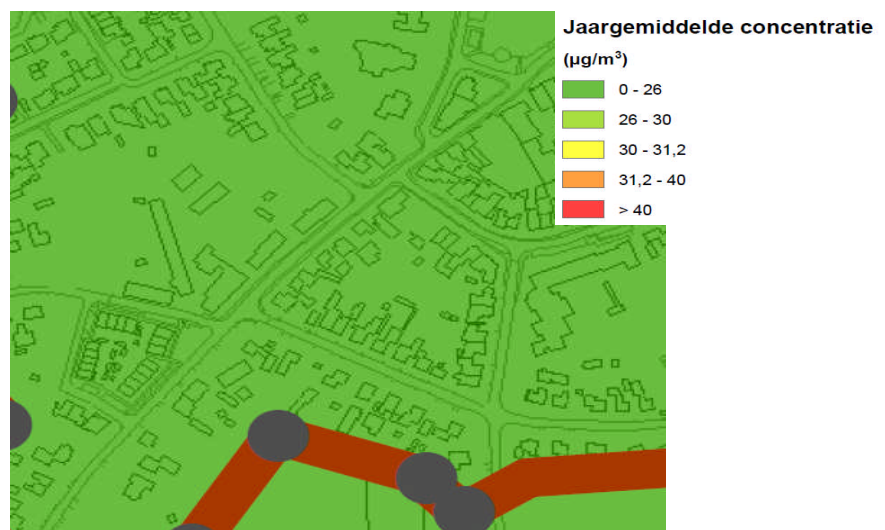 Jaargemiddelde concentratie
(µg/m³)
0 - 26
26 - 30
30 - 31,2
31,2 - 40
> 40